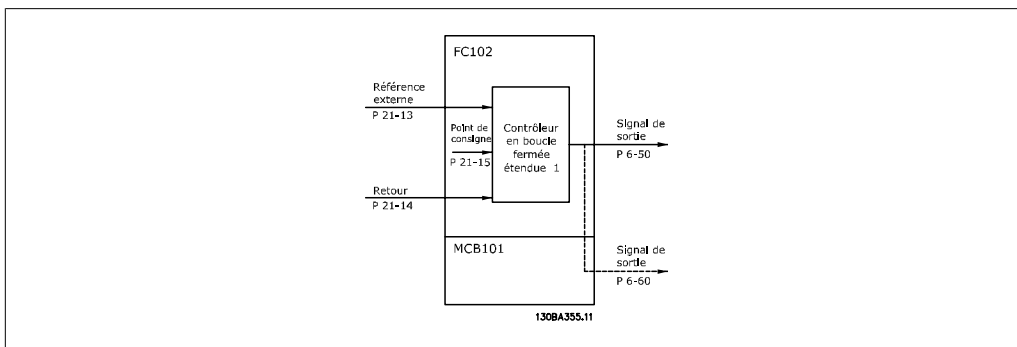 FC102
Référence
externe
P 21-13
Point de
consigne
P 21-15
Retour
P 21-14
Contrôleur
en boucle
fermée
étendue 1
Signal de
sortie
P 6-50
MCB101
Signal de
sortie
P 6-60
130BA355.11